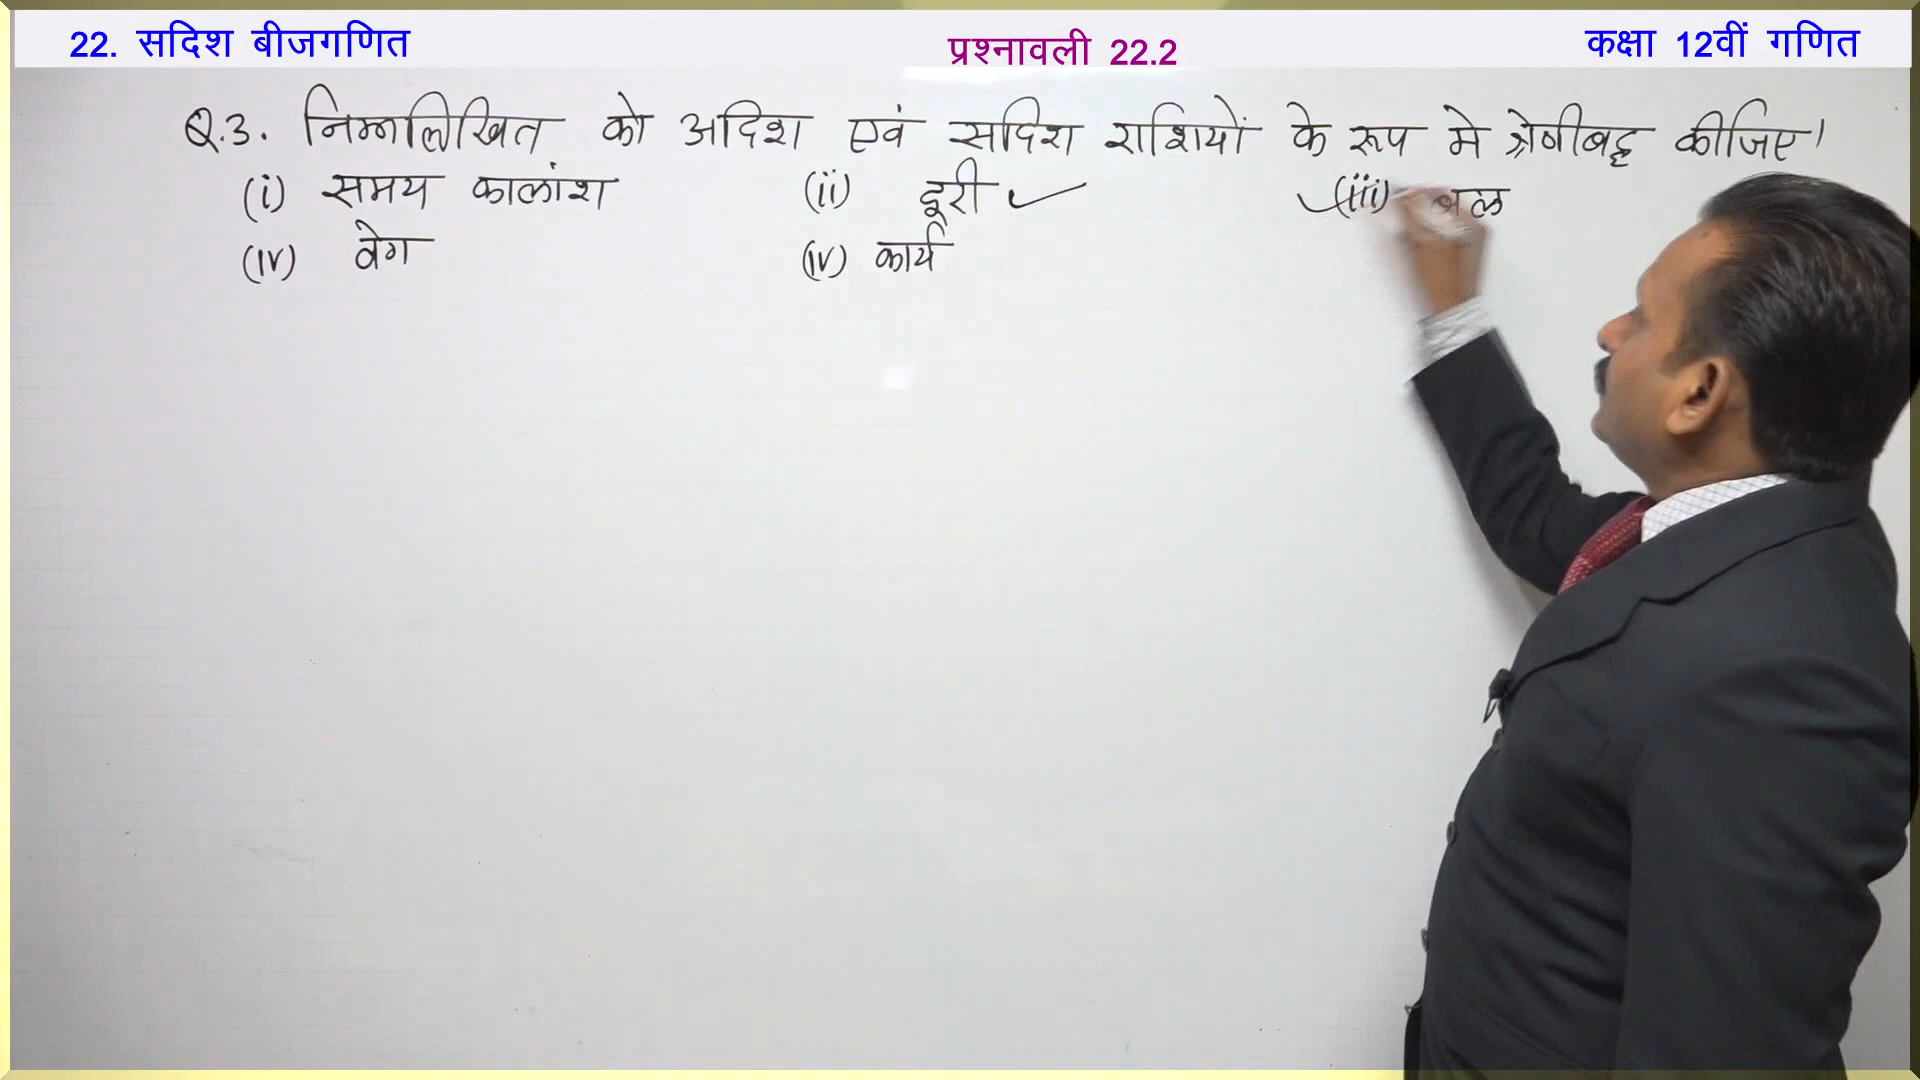 22. सदिश बीजगणित प्रश्नावली 22.2 कक्षा 12वीं गणित
Q.3. निम्नलिखित को अदिश एवं सदिश राशियों के रूप मे श्रेणीबद्ध कीजिए।
(i) समय कालांश (ii) दूरी (iii) बल
(iv) वेग (iv) कार्य